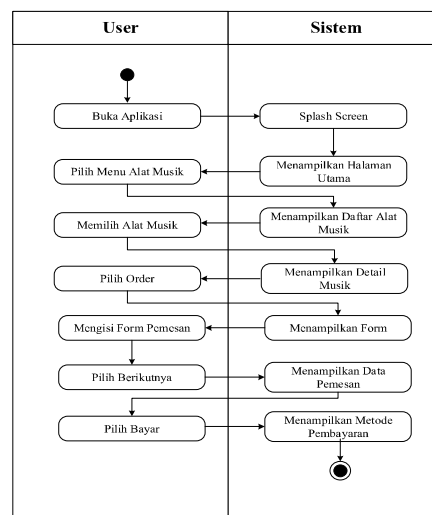 User Sistem
Buka Aplikasi Splash Screen
Pilih Menu Alat Musik Menampilkan Halaman
Utama
Memilih Alat Musik Menampilkan Daftar Alat
Musik
Pilih Order Menampilkan Detail
Musik
Mengisi Form Pemesan Menampilkan Form
Pilih Berikutnya Menampilkan Data
Pemesan
Pilih Bayar Menampilkan Metode
Pembayaran